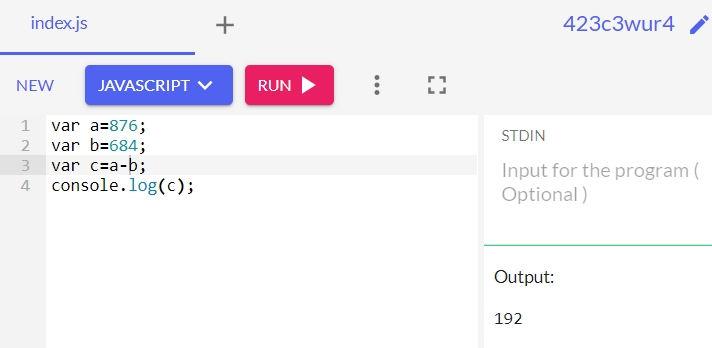 index.js
+
423c3wur4
NEW
JAVASCRIPT
RUN
1 var a=876;
2 var b=684;
3 var c=a-b;
4 console.log(c);
STDIN
Input for the program (
Optional )
Output:
192